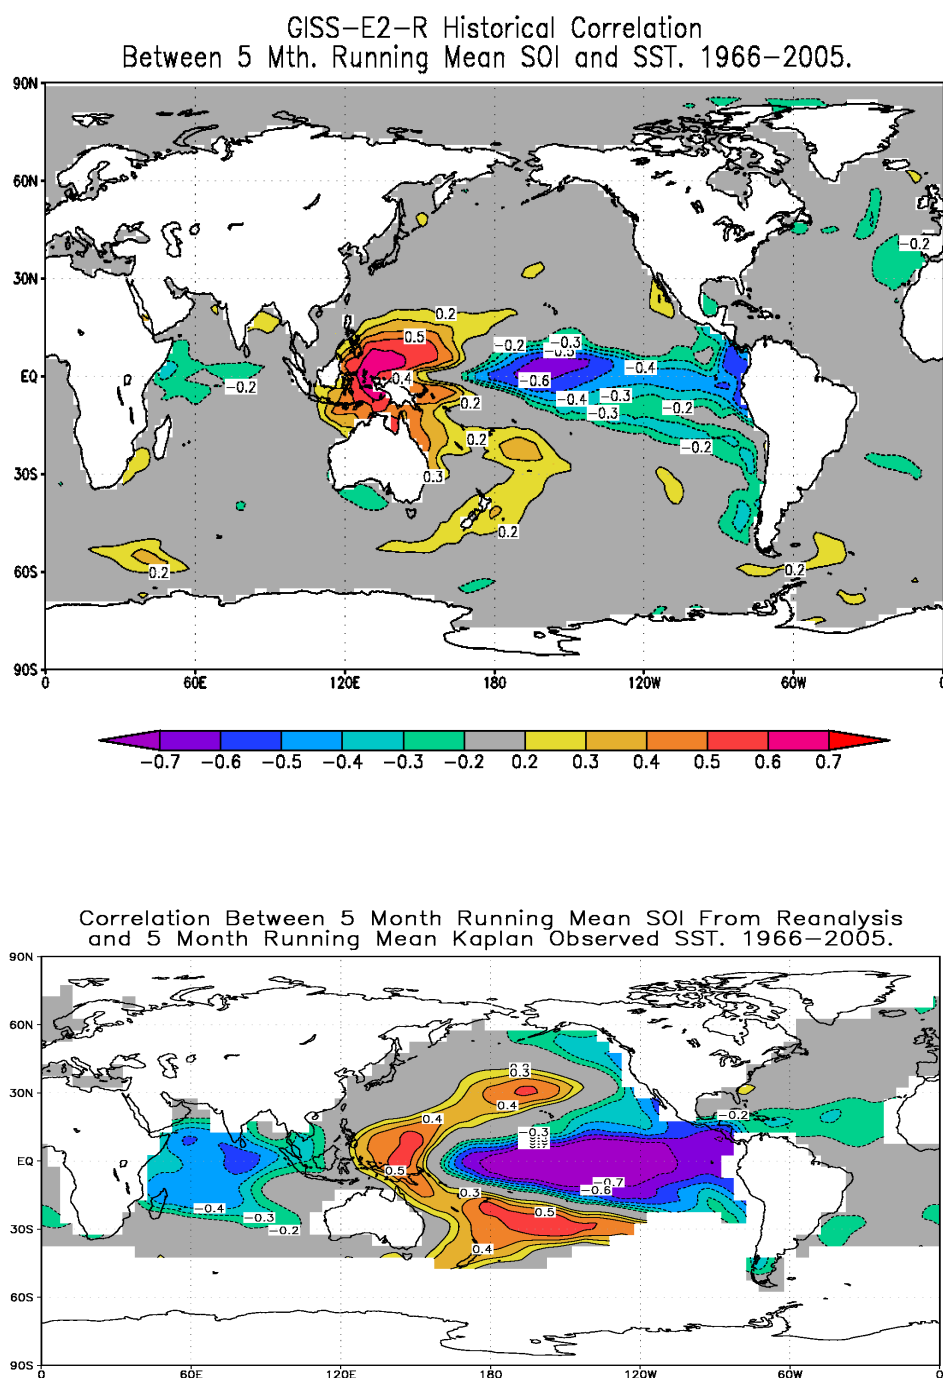 GISS-E2-R Historical Correlation
Between 5 Mth. Running Mean SOI and SST. 1966-2005.
90N
60N
30N
EQ
30S
60S
90S
0 60E 120E 180 120W 60W 0
0.2
0.5
0.4
0.2
0.2
0.3
0.2
0.2
-0.2
-0.2
-0.3
-0.6
-0.4
-0.4
-0.3
-0.3
-0.2
-0.2
-0.2
0.2
-0.7 -0.6 -0.5 -0.4 -0.3 -0.2 0.2 0.3 0.4 0.5 0.6 0.7
Correlation Between 5 Month Running Mean SOI From Reanalysis
and 5 Month Running Mean Kaplan Observed SST. 1966-2005.
90N
60N
30N
EQ
30S
60S
90S
0 60E 120E 180 120W 60W 0
0.3
0.4
0.4
0.5
-0.3
-0.7
-0.6
0.3
0.5
0.4
-0.4
-0.3
-0.2
-0.2